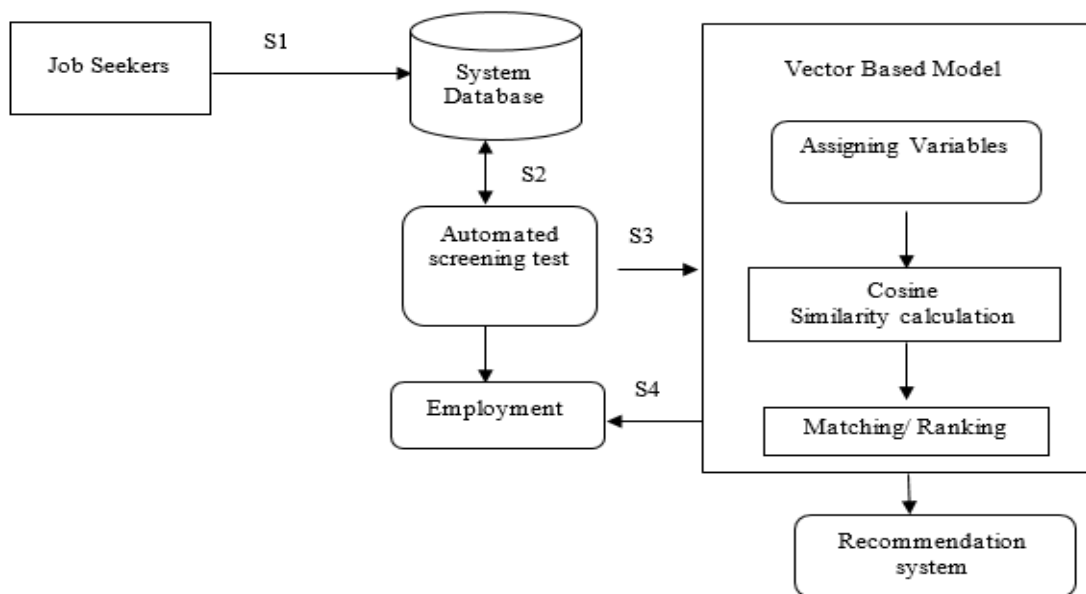 Job Seekers
S1
System
Database
S2
Automated
screening test
S3
Employment
S4
Vector Based Model
Assigning Variables
Cosine
Similarity calculation
Matching/ Ranking
Recommendation
system